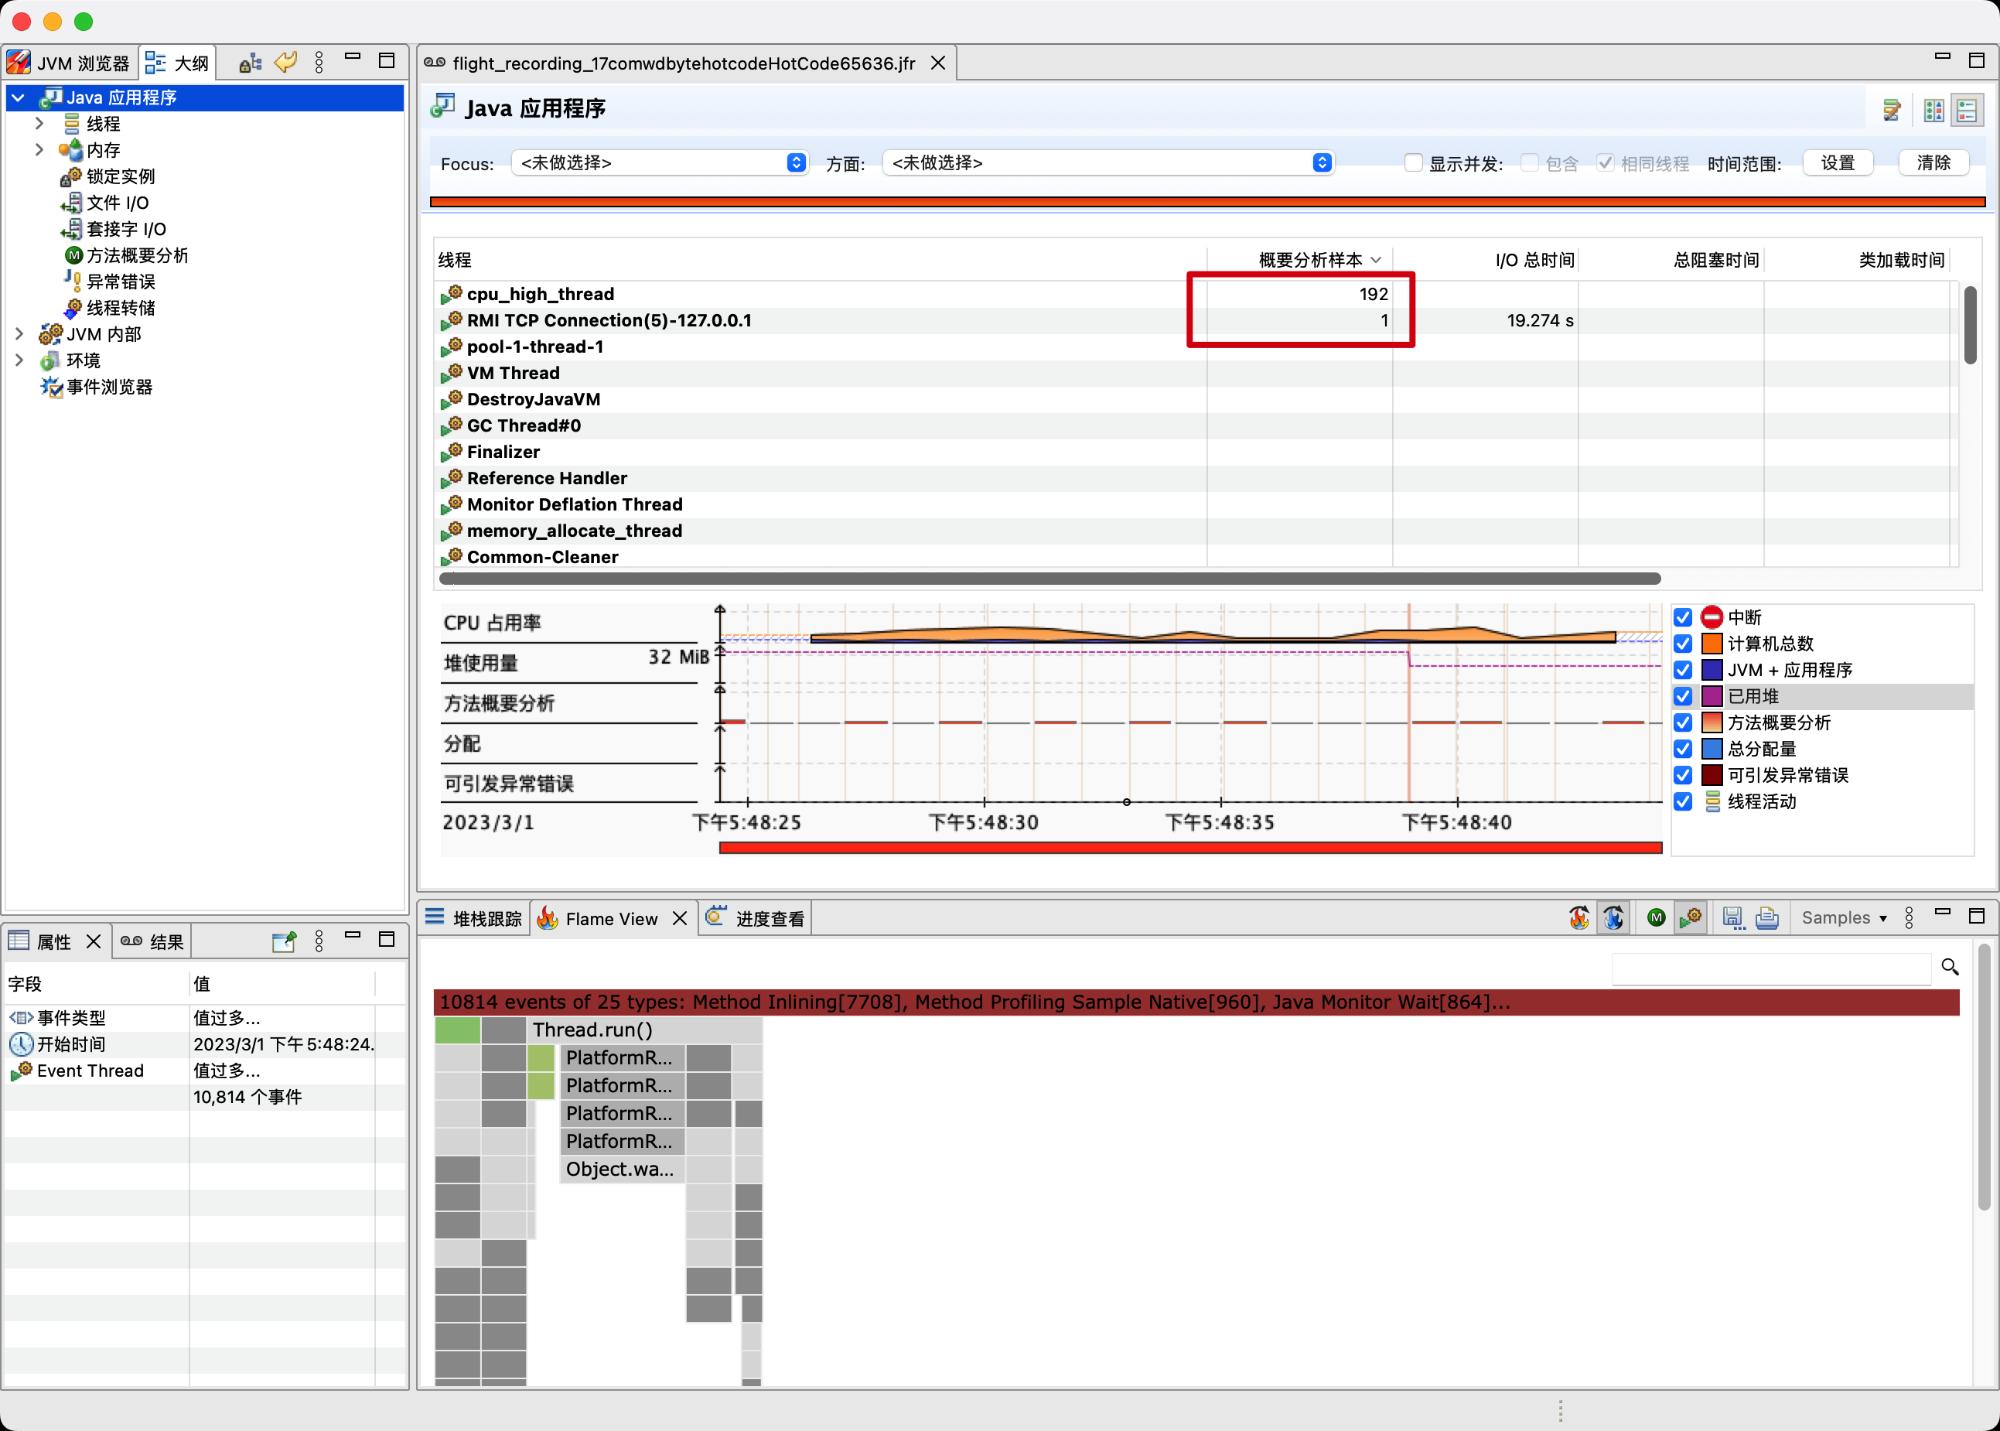 JVM 浏览器
大纲
Java 应用程序
线程
内存
锁定实例
文件 I/O
套接字 I/O
方法概要分析
异常错误
线程转储
JVM 内部
环境
事件浏览器
flight_recording_17comwdbytehotcodeHotCode65636.jfr
Java 应用程序
Focus: <未做选择> 方面: <未做选择> 显示并发: 包含 相同线程 时间范围: 设置 清除
线程 概要分析样本 I/O 总时间 总阻塞时间 类加载时间
cpu_high_thread 192
RMI TCP Connection(5)-127.0.0.1 1 19.274 s
pool-1-thread-1
VM Thread
DestroyJavaVM
GC Thread#0
Finalizer
Reference Handler
Monitor Deflation Thread
memory_allocate_thread
Common-Cleaner
CPU 占用率
堆使用量 32 MiB
方法概要分析
分配
可引发异常错误
2023/3/1 下午5:48:25 下午5:48:30 下午5:48:35 下午5:48:40
中断
计算机总数
JVM + 应用程序
已用堆
方法概要分析
总分配量
可引发异常错误
线程活动
属性 结果
字段 值
事件类型 值过多...
开始时间 2023/3/1 下午5:48:24.
Event Thread 值过多...
10,814 个事件
堆栈跟踪 Flame View 进度查看 Samples
10814 events of 25 types: Method Inlining[7708], Method Profiling Sample Native[960], Java Monitor Wait[864]...
Thread.run()
PlatformR...
PlatformR...
PlatformR...
PlatformR...
Object.wa...